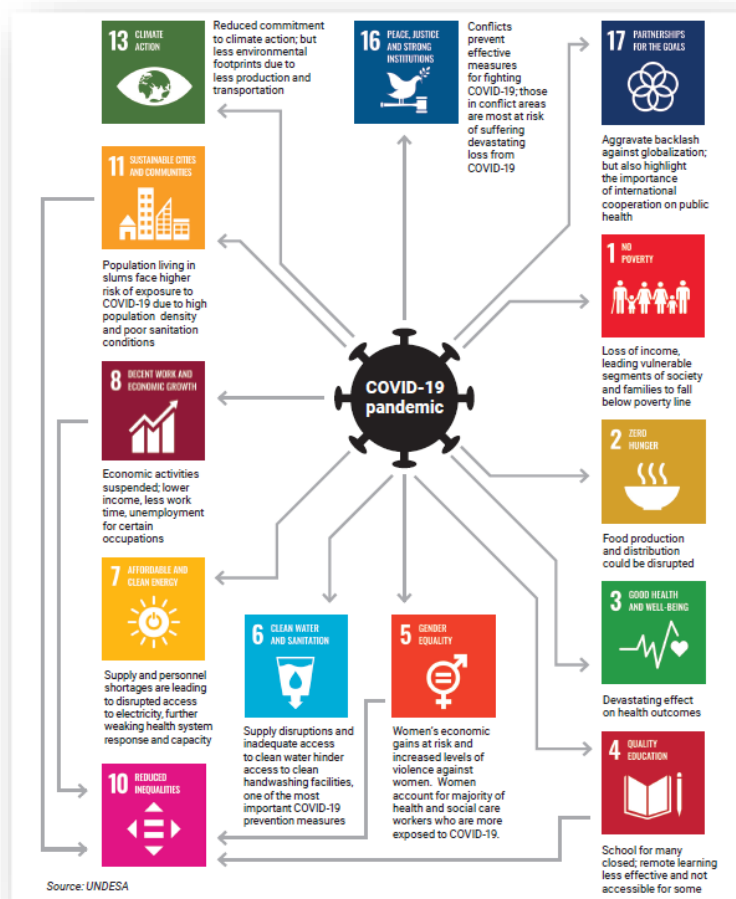 13 CLIMATE
ACTION
Reduced commitment
to climate action; but
less environmental
footprints due to
less production and
transportation
16 PEACE, JUSTICE
AND STRONG
INSTITUTIONS
Conflicts
prevent
effective
measures
for fighting
COVID-19; those
in conflict areas
are most at risk
of suffering
devastating
loss from
COVID-19
17 PARTNERSHIPS
FOR THE GOALS
Aggravate backlash
against globalization;
but also highlight
the importance
of international
cooperation on public
health
11 SUSTAINABLE CITIES
AND COMMUNITIES
Population living in
slums face higher
risk of exposure to
COVID-19 due to high
population density
and poor sanitation
conditions
1 NO
POVERTY
Loss of income,
leading vulnerable
segments of society
and families to fall
below poverty line
COVID-19
pandemic
8 DECENT WORK AND
ECONOMIC GROWTH
Economic activities
suspended; lower
income, less work
time, unemployment
for certain
occupations
2 ZERO
HUNGER
Food production
and distribution
could be disrupted
7 AFFORDABLE AND
CLEAN ENERGY
Supply and personnel
shortages are leading
to disrupted access
to electricity, further
weaking health system
response and capacity
6 CLEAN WATER
AND SANITATION
Supply disruptions and
inadequate access
to clean water hinder
access to clean
handwashing facilities,
one of the most
important COVID-19
prevention measures
5 GENDER
EQUALITY
Women's economic
gains at risk and
increased levels of
violence against
women. Women
account for majority of
health and social care
workers who are more
exposed to COVID-19.
3 GOOD HEALTH
AND WELL-BEING
Devastating effect
on health outcomes
4 QUALITY
EDUCATION
School for many
closed; remote learning
less effective and not
accessible for some
10 REDUCED
INEQUALITIES
Source: UNDESA